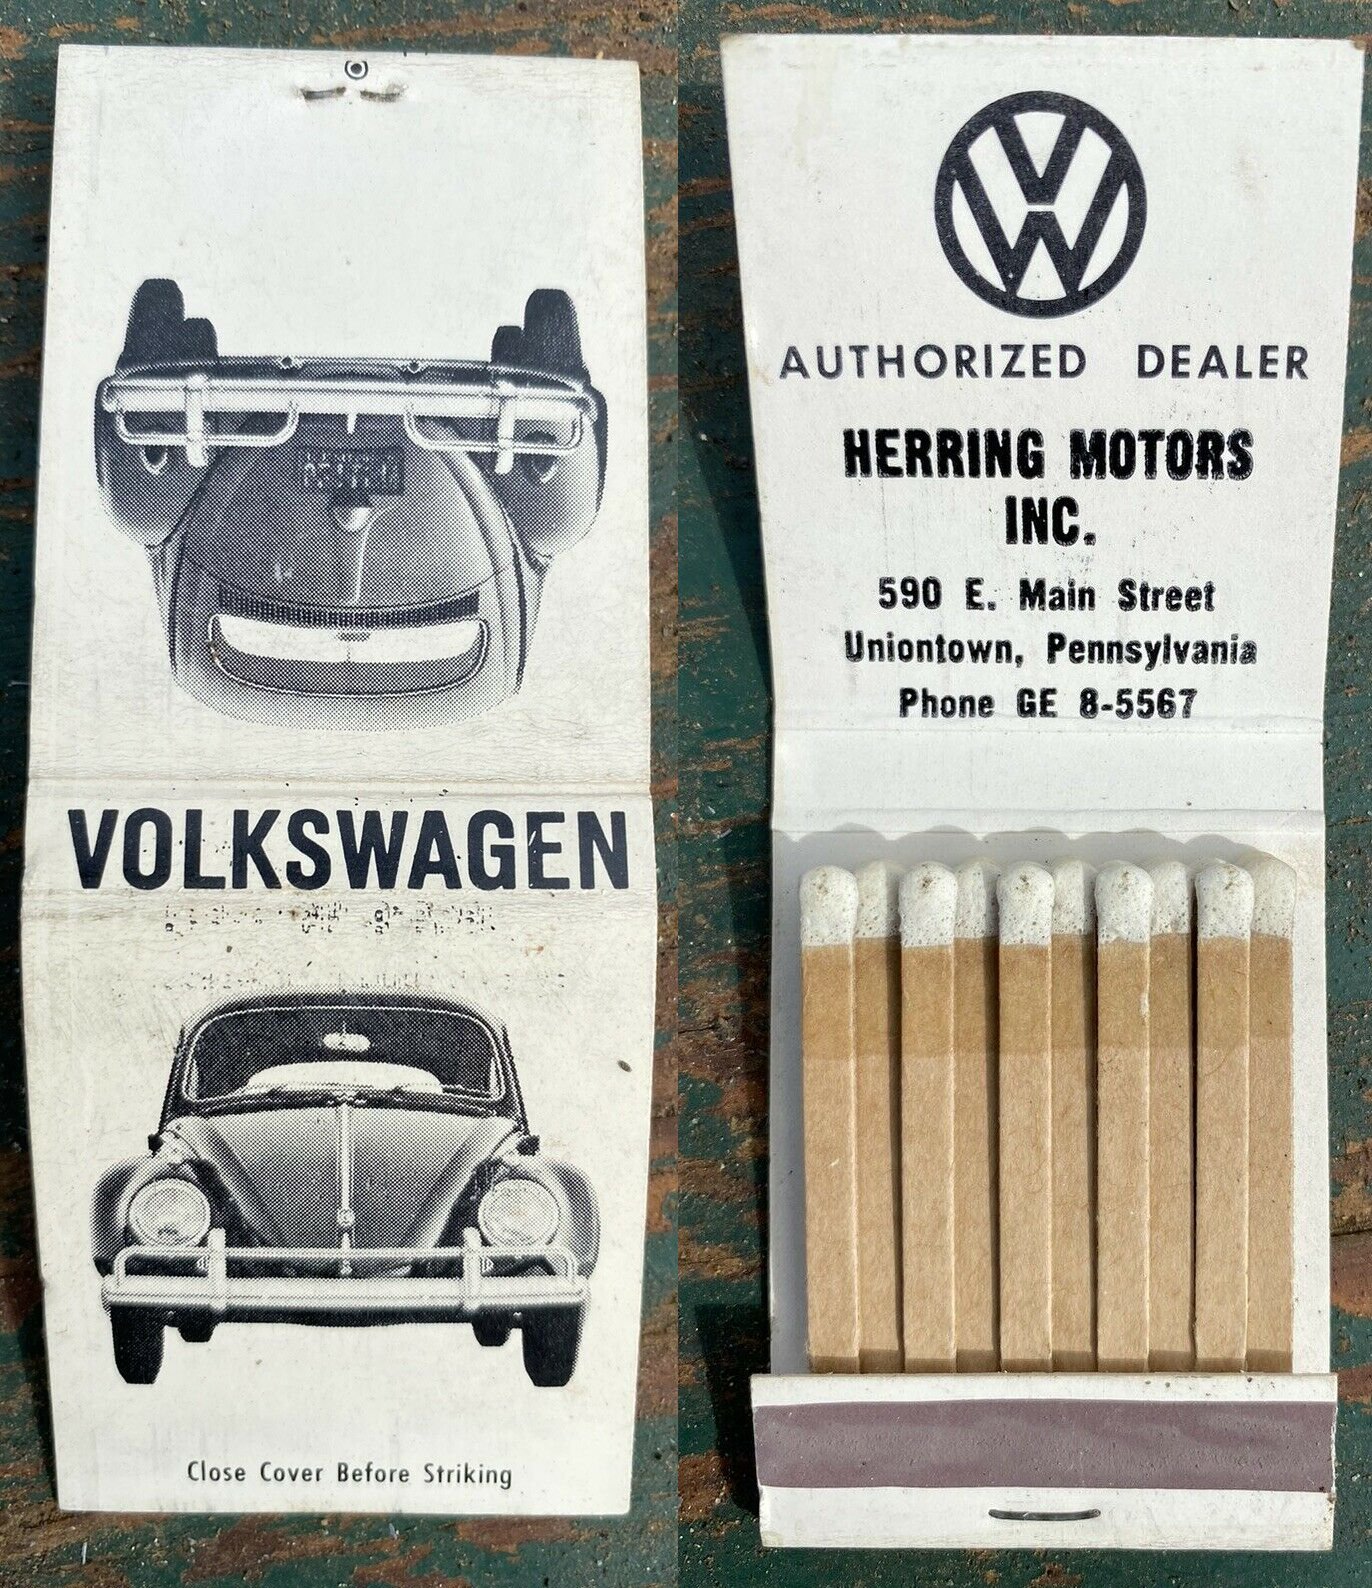 VOLKSWAGEN
Close Cover Before Striking
VW
AUTHORIZED DEALER
HERRING MOTORS
INC.
590 E. Main Street
Uniontown, Pennsylvania
Phone GE 8-5567